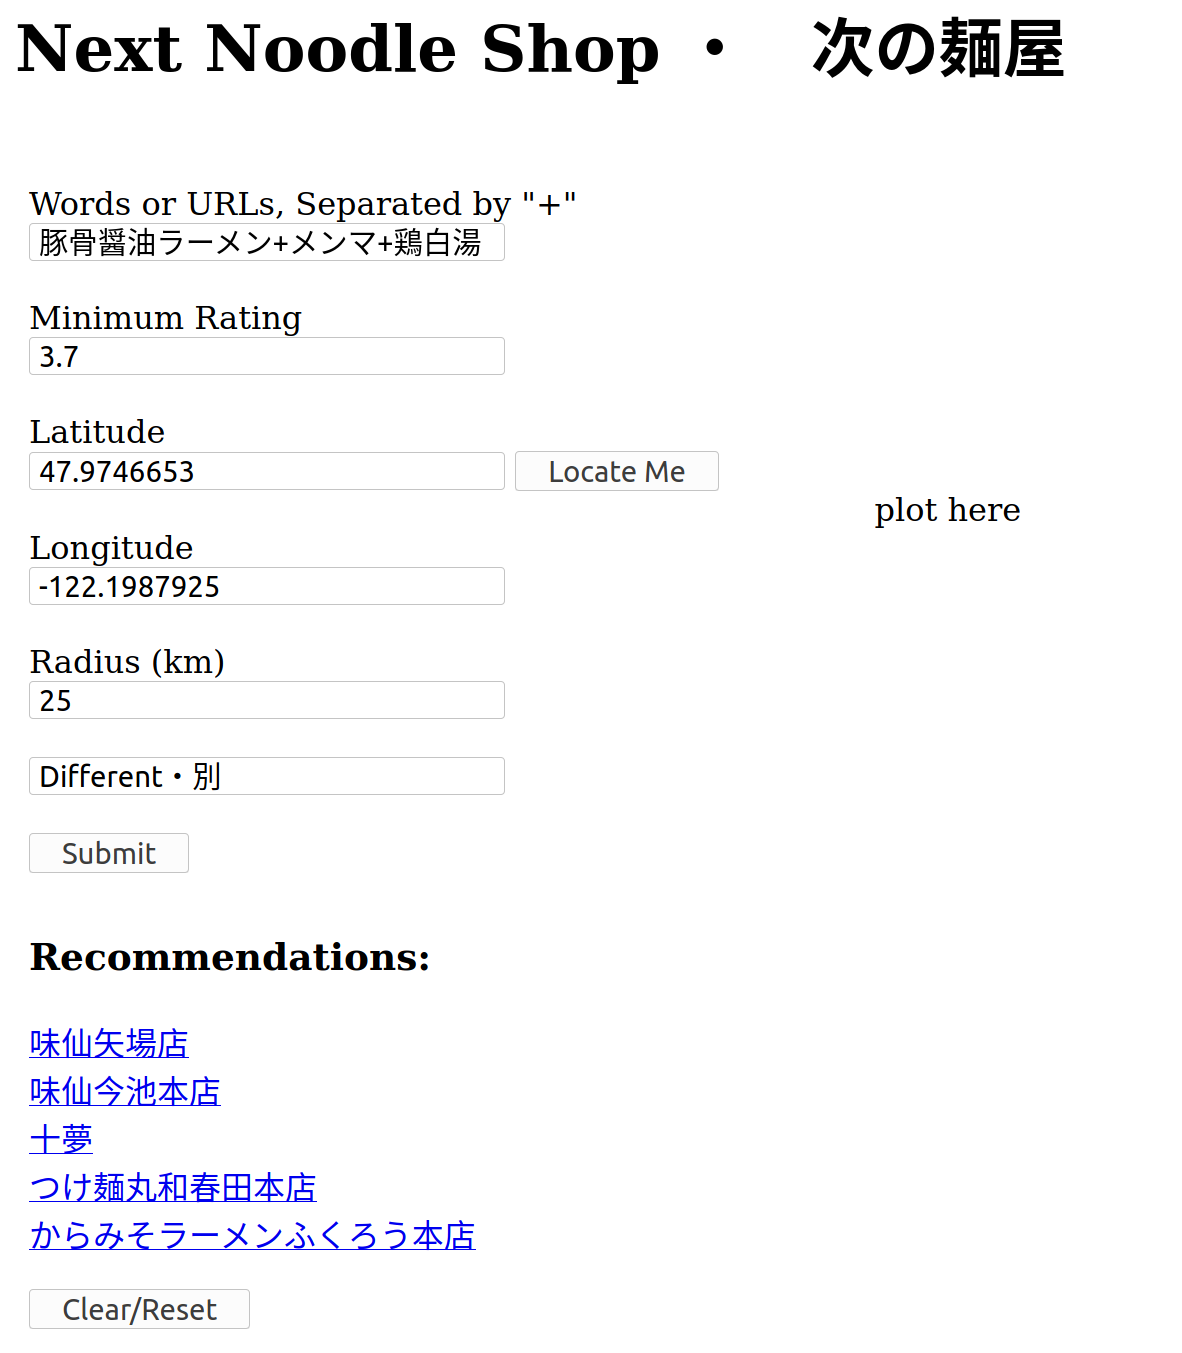 Next Noodle Shop ・ 次の麺屋
Words or URLs, Separated by "+"
豚骨醤油ラーメン+メンマ+鶏白湯
Minimum Rating
3.7
Latitude
47.9746653
Locate Me
plot here
Longitude
-122.1987925
Radius (km)
25
Different・別
Submit
Recommendations:
味仙矢場店
味仙今池本店
十夢
つけ麺丸和春田本店
からみそラーメンふくろう本店
Clear/Reset